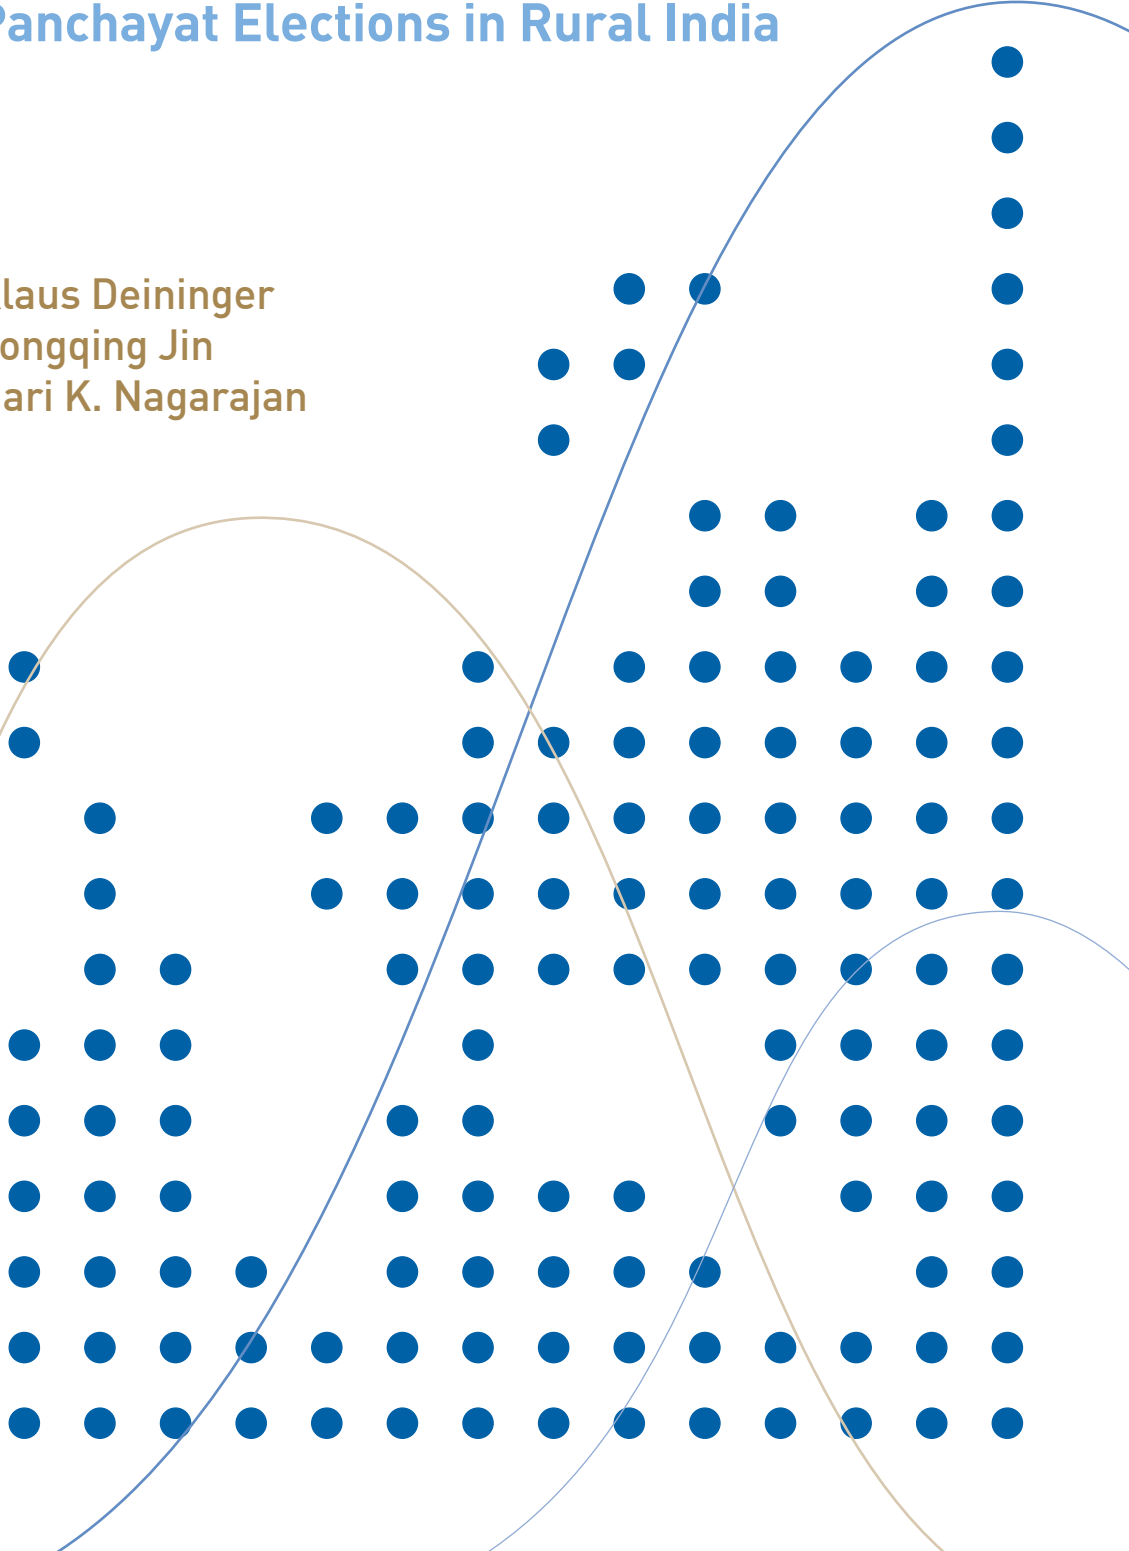 Panchayat Elections in Rural India
laus Deininger
ongqing Jin
ari K. Nagarajan